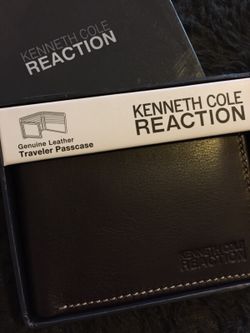 KENNETH COLE
REACTION
KENNETH COLE
REACTION
Genuine Leather
Traveler Passcase
KENNETH COLE
REACTION